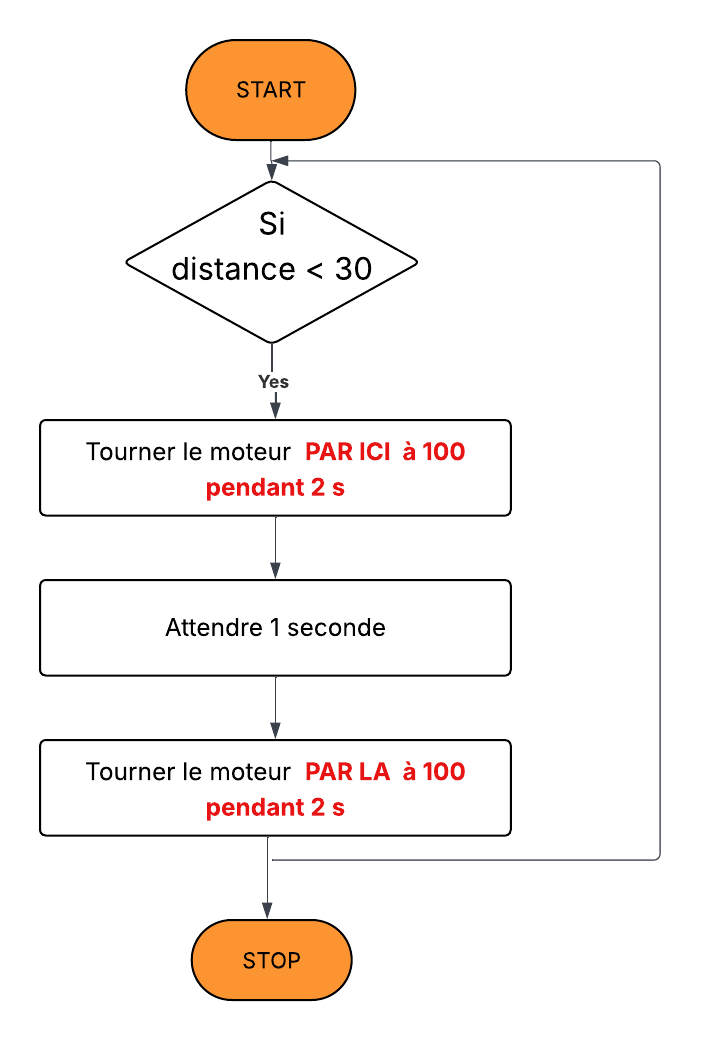 START
Si
distance < 30
Yes
Tourner le moteur  PAR ICI  à 100
pendant 2 s
Attendre 1 seconde
Tourner le moteur  PAR LA  à 100
pendant 2 s
STOP